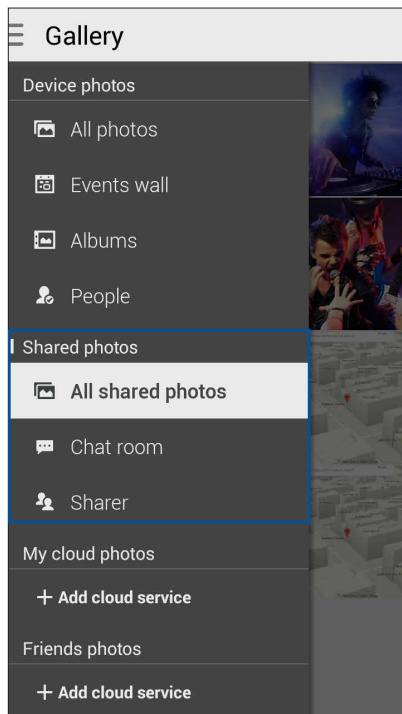 Gallery
Device photos
All photos
Events wall
Albums
People
Shared photos
All shared photos
Chat room
Sharer
My cloud photos
+ Add cloud service
Friends photos
+ Add cloud service